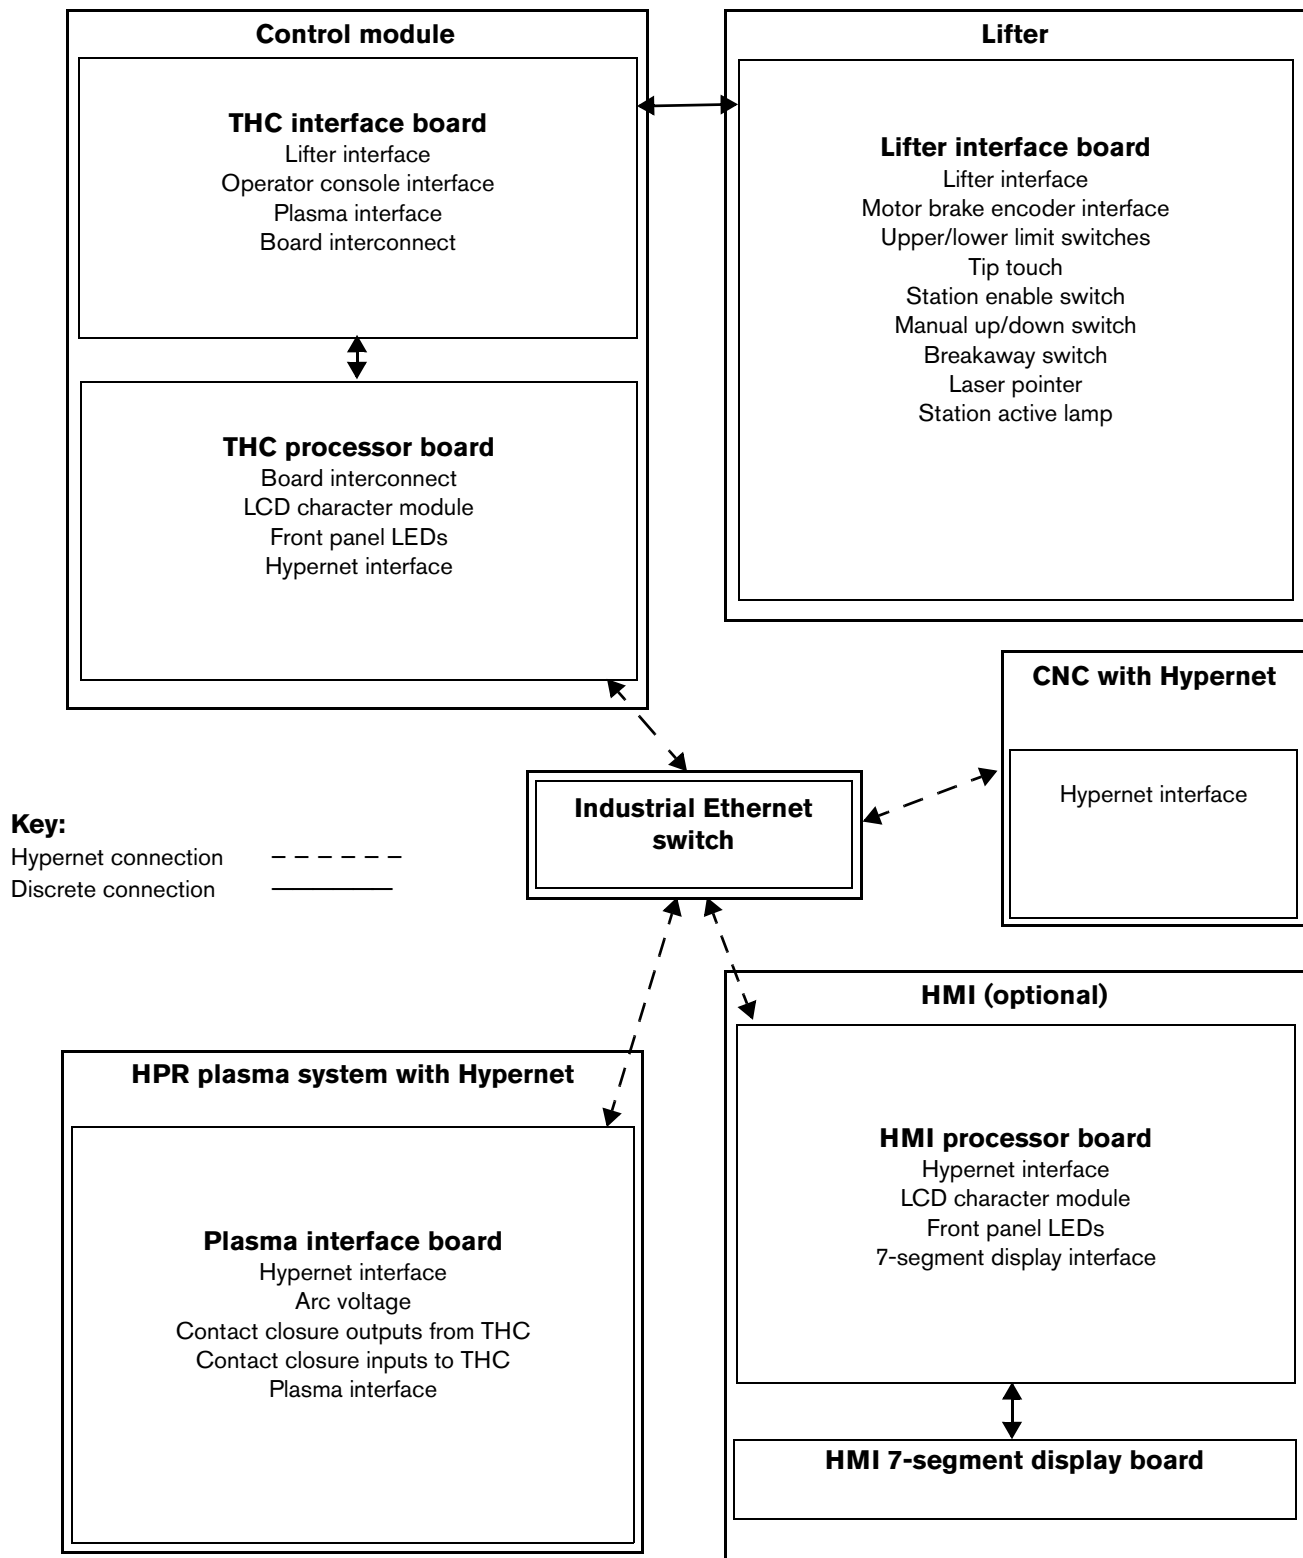 Control module
THC interface board
Lifter interface
Operator console interface
Plasma interface
Board interconnect
THC processor board
Board interconnect
LCD character module
Front panel LEDs
Hypernet interface
Lifter
Lifter interface board
Lifter interface
Motor brake encoder interface
Upper/lower limit switches
Tip touch
Station enable switch
Manual up/down switch
Breakaway switch
Laser pointer
Station active lamp
CNC with Hypernet
Hypernet interface
Industrial Ethernet
switch
Key:
Hypernet connection
Discrete connection
HPR plasma system with Hypernet
Plasma interface board
Hypernet interface
Arc voltage
Contact closure outputs from THC
Contact closure inputs to THC
Plasma interface
HMI (optional)
HMI processor board
Hypernet interface
LCD character module
Front panel LEDs
7-segment display interface
HMI 7-segment display board